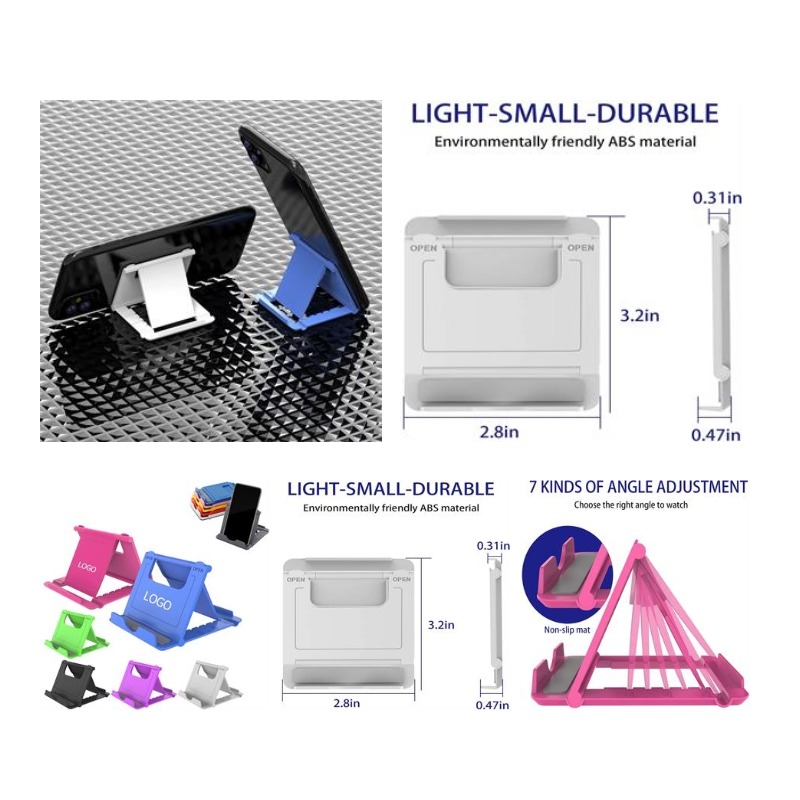 LIGHT-SMALL-DURABLE
Environmentally friendly ABS material
0.31in
OPEN OPEN
3.2in
2.8in
0.47in
LIGHT-SMALL-DURABLE
Environmentally friendly ABS material
0.31in
OPEN OPEN
3.2in
2.8in
0.47in
7 KINDS OF ANGLE ADJUSTMENT
Choose the right angle to watch
Non-slip mat
LOGO
OPEN
LOGO